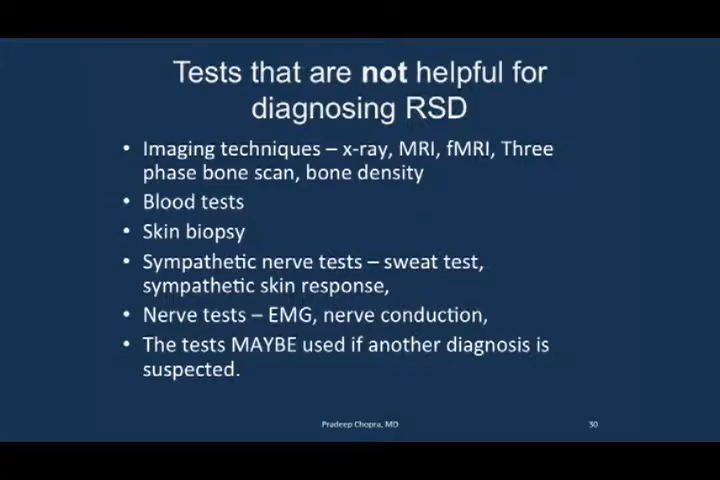 Tests that are not helpful for
diagnosing RSD
• Imaging techniques – x-ray, MRI, fMRI, Three
phase bone scan, bone density
• Blood tests
• Skin biopsy
• Sympathetic nerve tests – sweat test,
sympathetic skin response,
• Nerve tests – EMG, nerve conduction,
• The tests MAYBE used if another diagnosis is
suspected.
Pradeep Chopra, MD
30